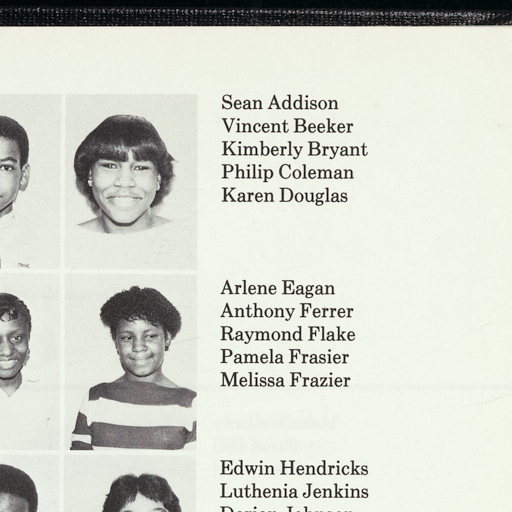 Sean Addison
Vincent Beeker
Kimberly Bryant
Philip Coleman
Karen Douglas
Arlene Eagan
Anthony Ferrer
Raymond Flake
Pamela Frasier
Melissa Frazier
Edwin Hendricks
Luthenia Jenkins